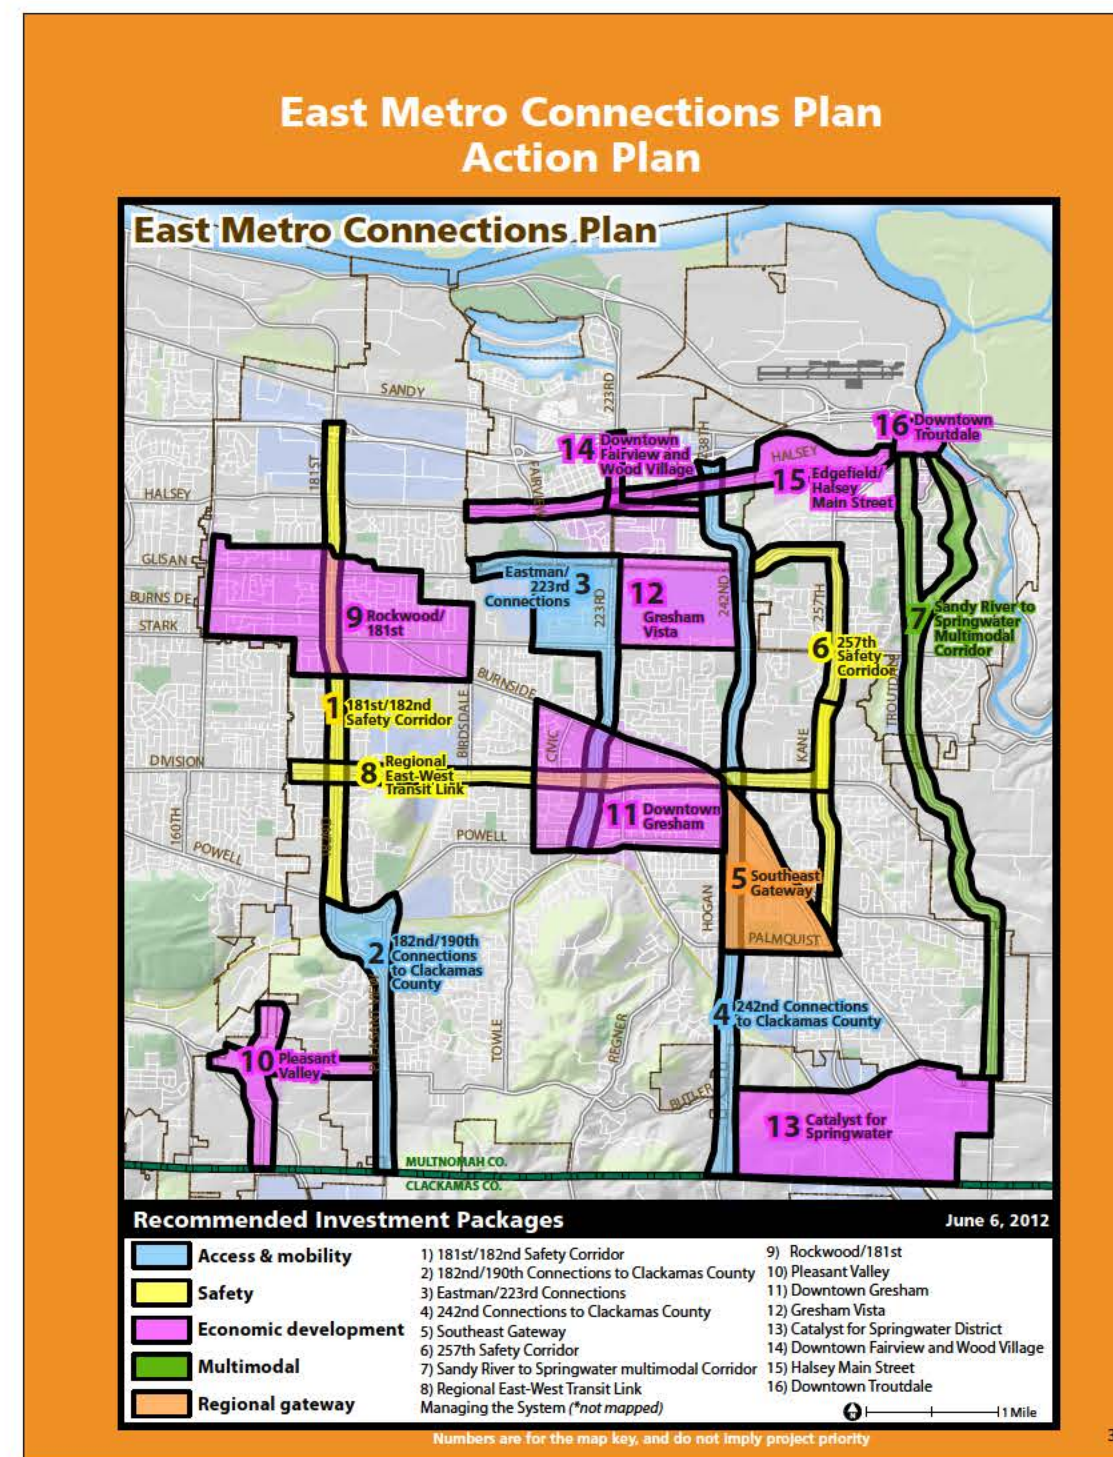 East Metro Connections Plan
Action Plan
East Metro Connections Plan
SANDY
223RD
181ST
HALSEY
GLISAN
BURNS DE
STARK
14 Downtown
Fairview and
Wood Village
238TH
16 Downtown
Troutdale
HALSEY
15 Edgefield/
Halsey
Main Street
Eastman/
223rd
Connections
3
223RD
12
Gresham
Vista
242ND
257TH
9 Rockwood/
181st
6 257th
Safety
Corridor
7 Sandy River to
Springwater
Multimodal
Corridor
BURNSIDE
1 181st/182nd
Safety Corridor
BIRDSDALE
CIVIC
KANE
DIVISION
8 Regional
East-West
Transit Link
11 Downtown
Gresham
160TH
POWELL
POWELL
5 Southeast
Gateway
HOGAN
PALMQUIST
2 182nd/190th
Connections
to Clackamas
County
4 242nd Connections
to Clackamas County
TOWLE
REGNER
10 Pleasant
Valley
BUTLER
13 Catalyst for
Springwater
MULTNOMAH CO.
CLACKAMAS CO.
Recommended Investment Packages
June 6, 2012
Access & mobility
Safety
Economic development
Multimodal
Regional gateway
1) 181st/182nd Safety Corridor
2) 182nd/190th Connections to Clackamas County
3) Eastman/223rd Connections
4) 242nd Connections to Clackamas County
5) Southeast Gateway
6) 257th Safety Corridor
7) Sandy River to Springwater multimodal Corridor
8) Regional East-West Transit Link
Managing the System (*not mapped)
9) Rockwood/181st
10) Pleasant Valley
11) Downtown Gresham
12) Gresham Vista
13) Catalyst for Springwater District
14) Downtown Fairview and Wood Village
15) Halsey Main Street
16) Downtown Troutdale
1 Mile
Numbers are for the map key, and do not imply project priority